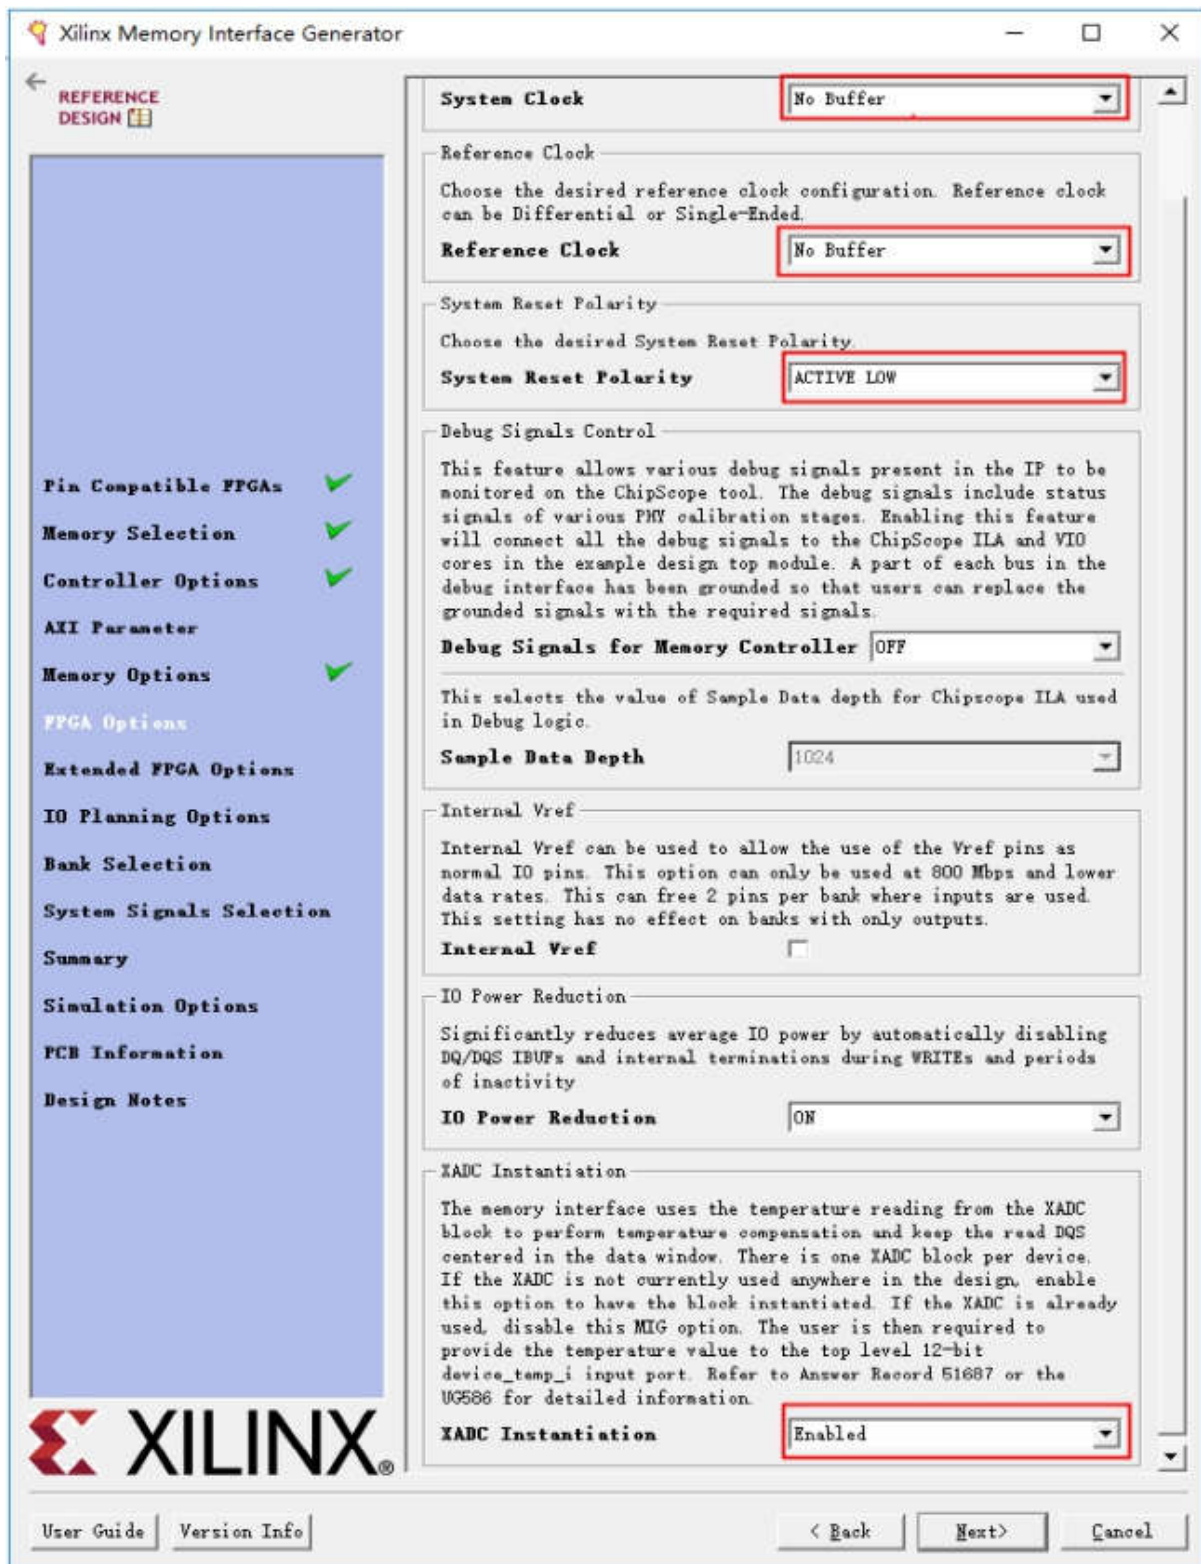 Xilinx Memory Interface Generator
REFERENCE
DESIGN
Pin Compatible FPGAs
Memory Selection
Controller Options
AXI Parameter
Memory Options
FPGA Options
Extended FPGA Options
IO Planning Options
Bank Selection
System Signals Selection
Summary
Simulation Options
PCB Information
Design Notes
XILINX®
System Clock No Buffer
Reference Clock
Choose the desired reference clock configuration. Reference clock
can be Differential or Single-Ended.
Reference Clock No Buffer
System Reset Polarity
Choose the desired System Reset Polarity.
System Reset Polarity ACTIVE LOW
Debug Signals Control
This feature allows various debug signals present in the IP to be
monitored on the ChipScope tool. The debug signals include status
signals of various PHY calibration stages. Enabling this feature
will connect all the debug signals to the ChipScope ILA and VIO
cores in the example design top module. A part of each bus in the
debug interface has been grounded so that users can replace the
grounded signals with the required signals.
Debug Signals for Memory Controller OFF
This selects the value of Sample Data depth for Chipscope ILA used
in Debug logic.
Sample Data Depth 1024
Internal Vref
Internal Vref can be used to allow the use of the Vref pins as
normal IO pins. This option can only be used at 800 Mbps and lower
data rates. This can free 2 pins per bank where inputs are used.
This setting has no effect on banks with only outputs.
Internal Vref
IO Power Reduction
Significantly reduces average IO power by automatically disabling
DQ/DQS IBUFs and internal terminations during WRITEs and periods
of inactivity
IO Power Reduction ON
XADC Instantiation
The memory interface uses the temperature reading from the XADC
block to perform temperature compensation and keep the read DQS
centered in the data window. There is one XADC block per device.
If the XADC is not currently used anywhere in the design, enable
this option to have the block instantiated. If the XADC is already
used, disable this MIG option. The user is then required to
provide the temperature value to the top level 12-bit
device_temp_i input port. Refer to Answer Record 51687 or the
UG586 for detailed information.
XADC Instantiation Enabled
User Guide Version Info < Back Next> Cancel